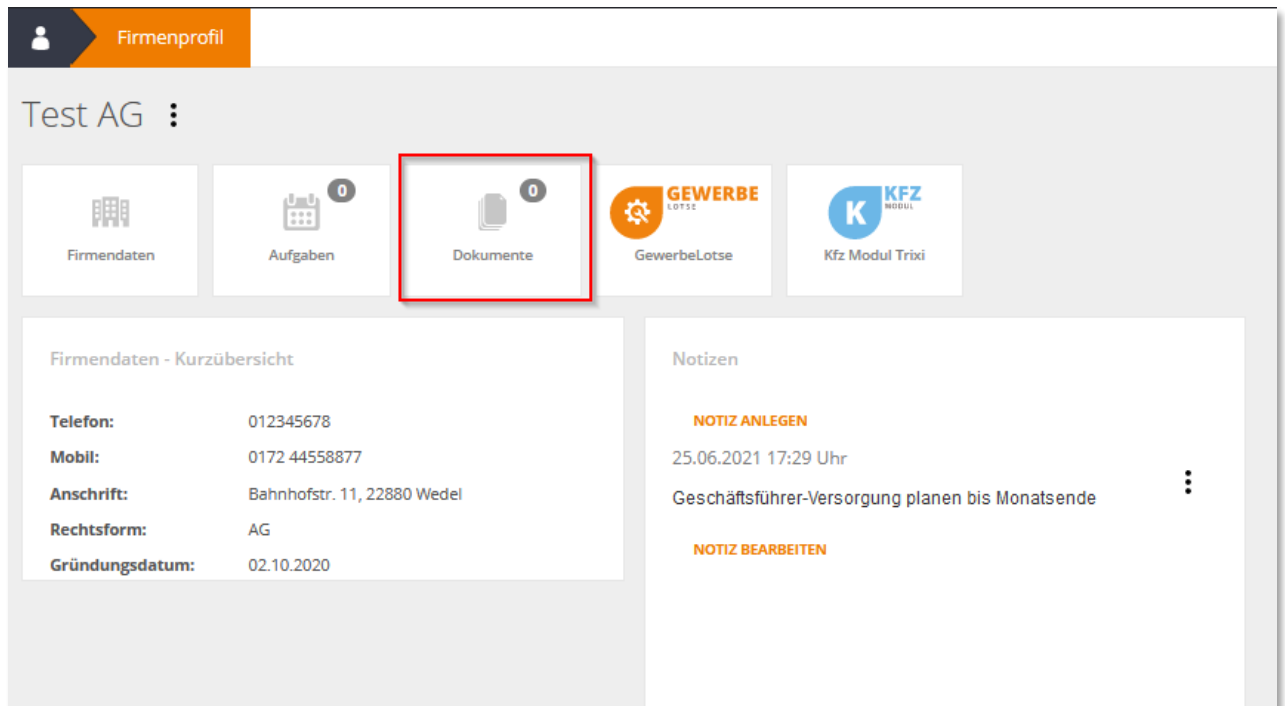 Firmenprofil
Test AG
0
0
GEWERBE
LOTSE
K
KFZ
MODUL
Firmendaten
Aufgaben
Dokumente
GewerbeLotse
Kfz Modul Trixi
Firmendaten - Kurzübersicht
Telefon: 012345678
Mobil: 0172 44558877
Anschrift: Bahnhofstr. 11, 22880 Wedel
Rechtsform: AG
Gründungsdatum: 02.10.2020
Notizen
NOTIZ ANLEGEN
25.06.2021 17:29 Uhr
Geschäftsführer-Versorgung planen bis Monatsende
NOTIZ BEARBEITEN